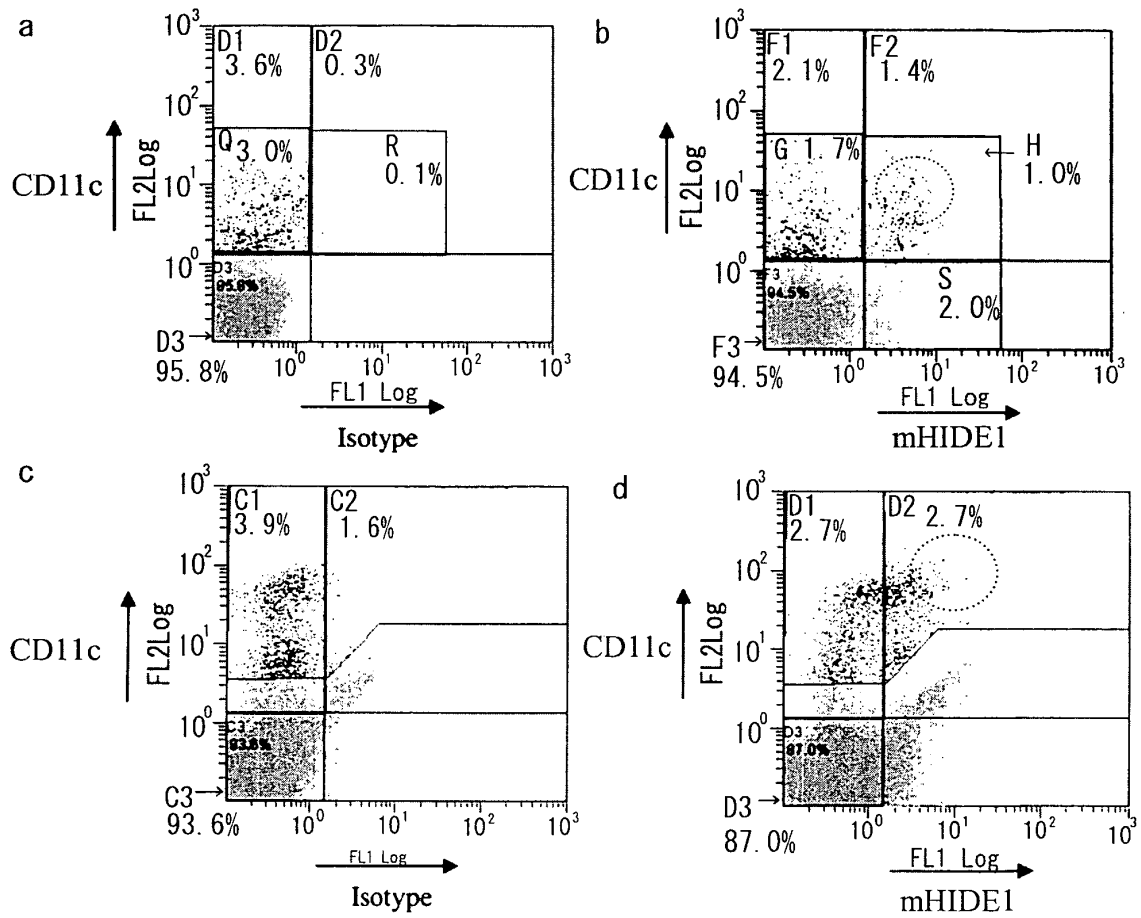 a
10³
D1
3.6%
D2
0.3%
10²
Q
3.0%
R
0.1%
CD11c
FL2Log
10¹
10⁰
D3
95.8%
D3→
95.8%
10⁰ 10¹ 10² 10³
FL1 Log
Isotype
b
10³
F1
2.1%
F2
1.4%
10²
G 1.7%
H
1.0%
CD11c
FL2Log
10¹
10⁰
F3
94.5%
S
2.0%
F3→
94.5%
10⁰ 10¹ 10² 10³
FL1 Log
mHIDE1
c
10³
C1
3.9%
C2
1.6%
10²
CD11c
FL2Log
10¹
10⁰
C3
93.6%
C3→
93.6%
10⁰ 10¹ 10² 10³
FL1 Log
Isotype
d
10³
D1
2.7%
D2
2.7%
10²
CD11c
FL2Log
10¹
10⁰
D3
87.0%
D3→
87.0%
10⁰ 10¹ 10² 10³
FL1 Log
mHIDE1